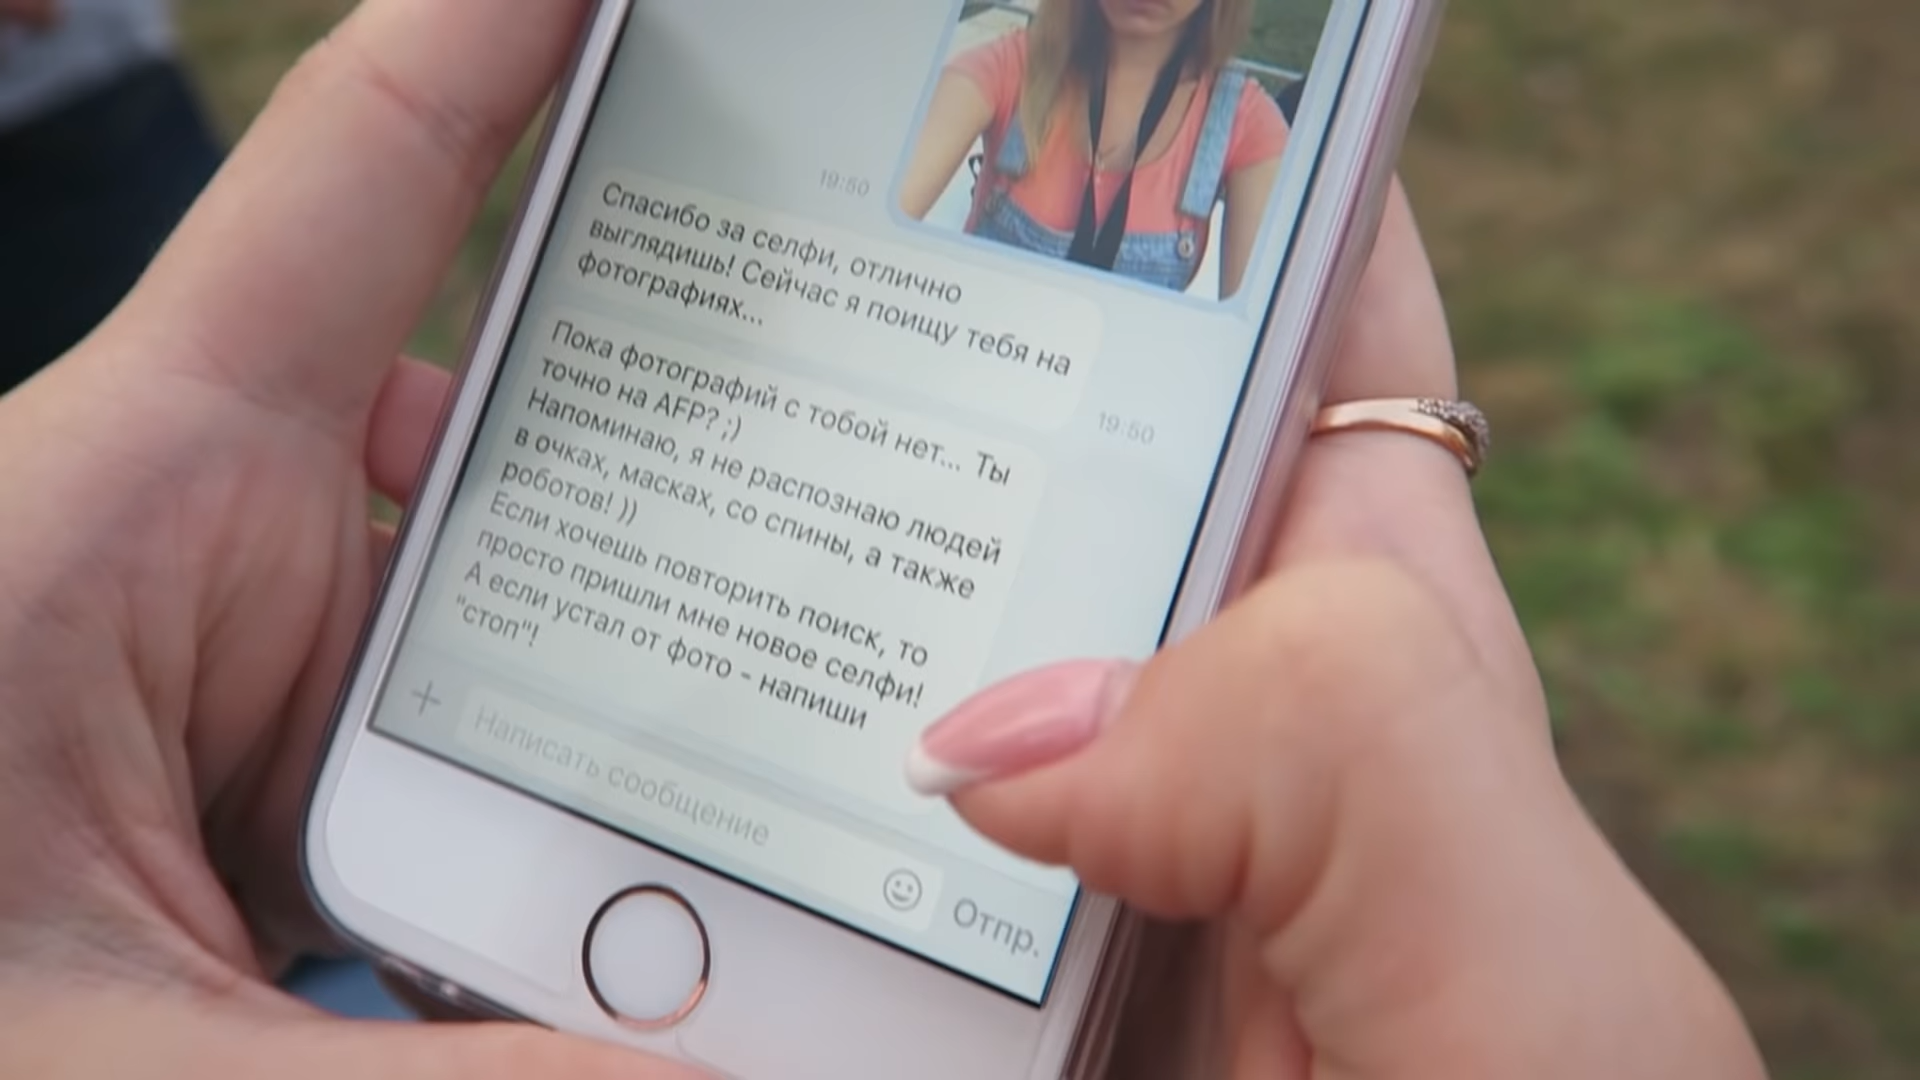 19:50
Спасибо за селфи, отлично
выглядишь! Сейчас я поищу тебя на
фотографиях...
19:50
Пока фотографий с тобой нет... Ты
точно на AFP? ;)
Напоминаю, я не распознаю людей
в очках, масках, со спины, а также
роботов! ))
Если хочешь повторить поиск, то
просто пришли мне новое селфи!
А если устал от фото - напиши
"стоп"!
Написать сообщение
Отпр.